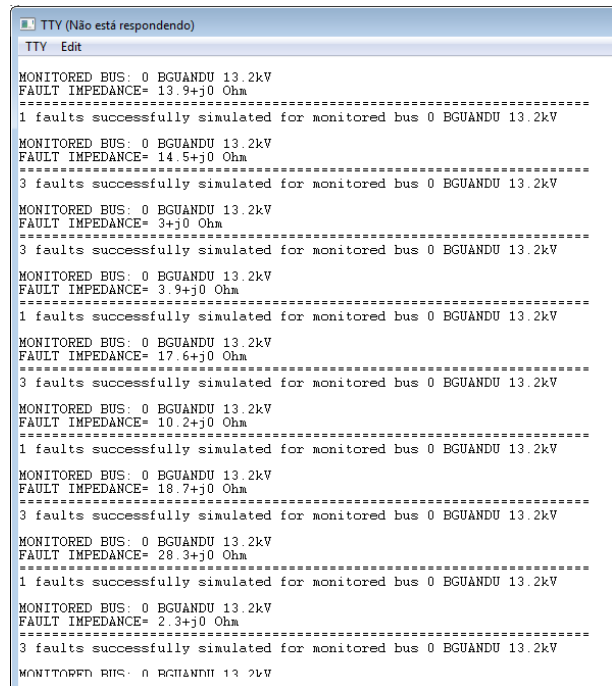 TTY (Não está respondendo)
TTY Edit
MONITORED BUS: 0 BGUANDU 13.2kV
FAULT IMPEDANCE= 13.9+j0 Ohm
==================================================================
1 faults successfully simulated for monitored bus 0 BGUANDU 13.2kV
MONITORED BUS: 0 BGUANDU 13.2kV
FAULT IMPEDANCE= 14.5+j0 Ohm
==================================================================
3 faults successfully simulated for monitored bus 0 BGUANDU 13.2kV
MONITORED BUS: 0 BGUANDU 13.2kV
FAULT IMPEDANCE= 3+j0 Ohm
==================================================================
3 faults successfully simulated for monitored bus 0 BGUANDU 13.2kV
MONITORED BUS: 0 BGUANDU 13.2kV
FAULT IMPEDANCE= 3.9+j0 Ohm
==================================================================
1 faults successfully simulated for monitored bus 0 BGUANDU 13.2kV
MONITORED BUS: 0 BGUANDU 13.2kV
FAULT IMPEDANCE= 17.6+j0 Ohm
==================================================================
3 faults successfully simulated for monitored bus 0 BGUANDU 13.2kV
MONITORED BUS: 0 BGUANDU 13.2kV
FAULT IMPEDANCE= 10.2+j0 Ohm
==================================================================
1 faults successfully simulated for monitored bus 0 BGUANDU 13.2kV
MONITORED BUS: 0 BGUANDU 13.2kV
FAULT IMPEDANCE= 18.7+j0 Ohm
==================================================================
3 faults successfully simulated for monitored bus 0 BGUANDU 13.2kV
MONITORED BUS: 0 BGUANDU 13.2kV
FAULT IMPEDANCE= 28.3+j0 Ohm
==================================================================
1 faults successfully simulated for monitored bus 0 BGUANDU 13.2kV
MONITORED BUS: 0 BGUANDU 13.2kV
FAULT IMPEDANCE= 2.3+j0 Ohm
==================================================================
3 faults successfully simulated for monitored bus 0 BGUANDU 13.2kV
MONITORED BUS: 0 BGUANDU 13.2kV